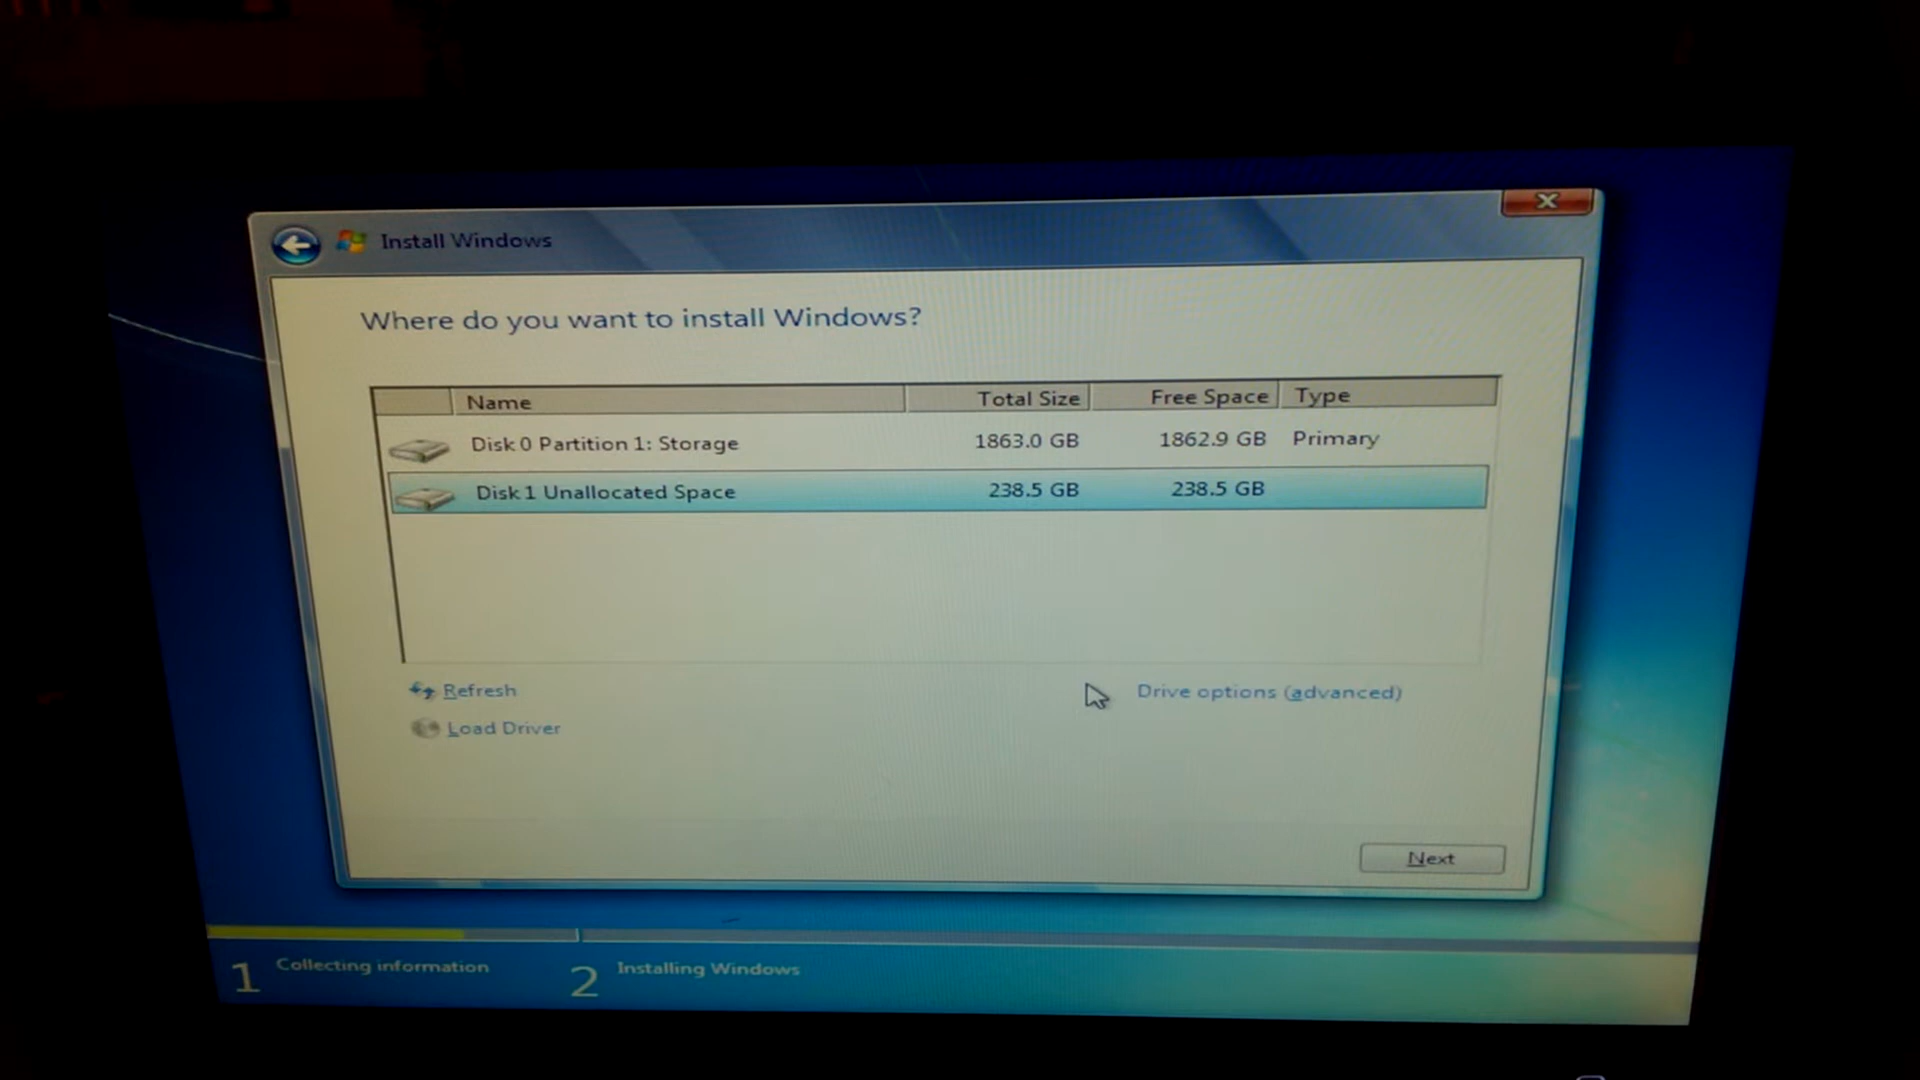 Install Windows
Where do you want to install Windows?
Name Total Size Free Space Type
Disk 0 Partition 1: Storage 1863.0 GB 1862.9 GB Primary
Disk 1 Unallocated Space 238.5 GB 238.5 GB
Refresh Drive options (advanced)
Load Driver
Next
1 Collecting information 2 Installing Windows